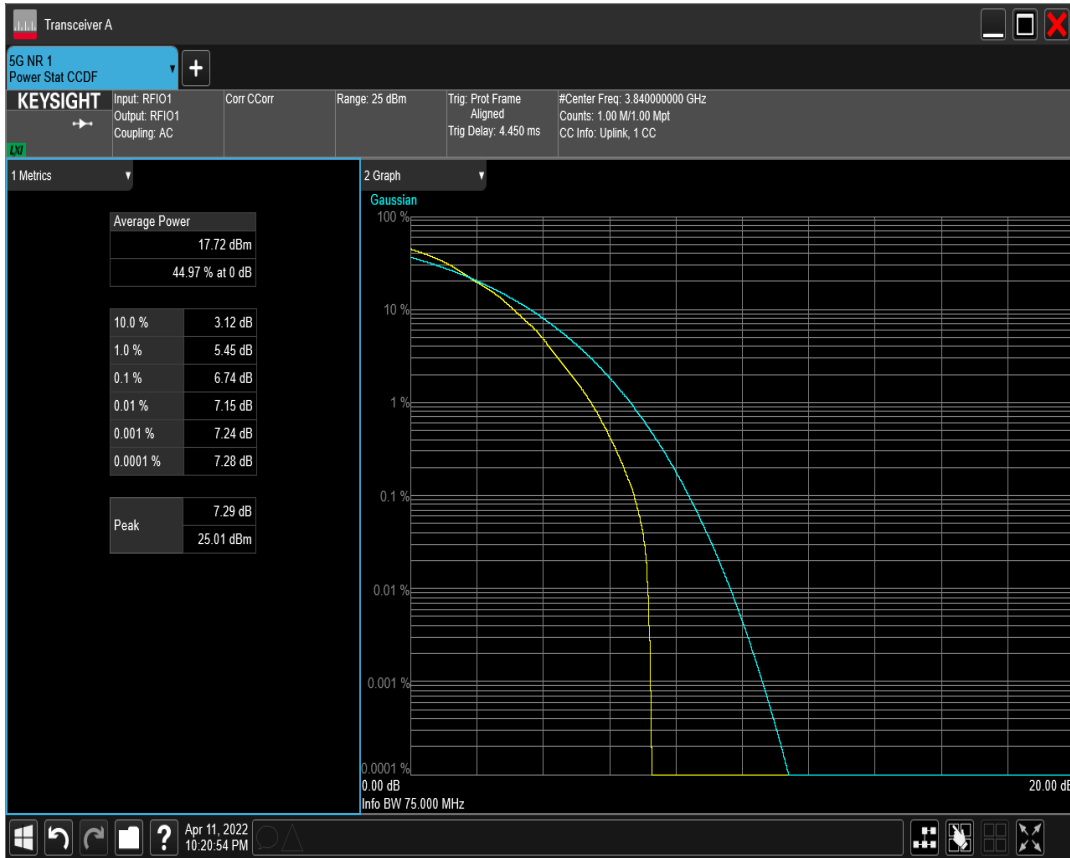 Transceiver A
5G NR 1
Power Stat CCDF
KEYSIGHT
LXI
Input: RFIO1
Output: RFIO1
Coupling: AC
Corr CCorr
Range: 25 dBm
Trig: Prot Frame
Aligned
Trig Delay: 4.450 ms
#Center Freq: 3.840000000 GHz
Counts: 1.00 M/1.00 Mpt
CC Info: Uplink, 1 CC
1 Metrics
Average Power
17.72 dBm
44.97 % at 0 dB
10.0 % 3.12 dB
1.0 % 5.45 dB
0.1 % 6.74 dB
0.01 % 7.15 dB
0.001 % 7.24 dB
0.0001 % 7.28 dB
Peak
7.29 dB
25.01 dBm
2 Graph
Gaussian
100 %
10 %
1 %
0.1 %
0.01 %
0.001 %
0.0001 %
0.00 dB 20.00 dB
Info BW 75.000 MHz
? Apr 11, 2022
10:20:54 PM